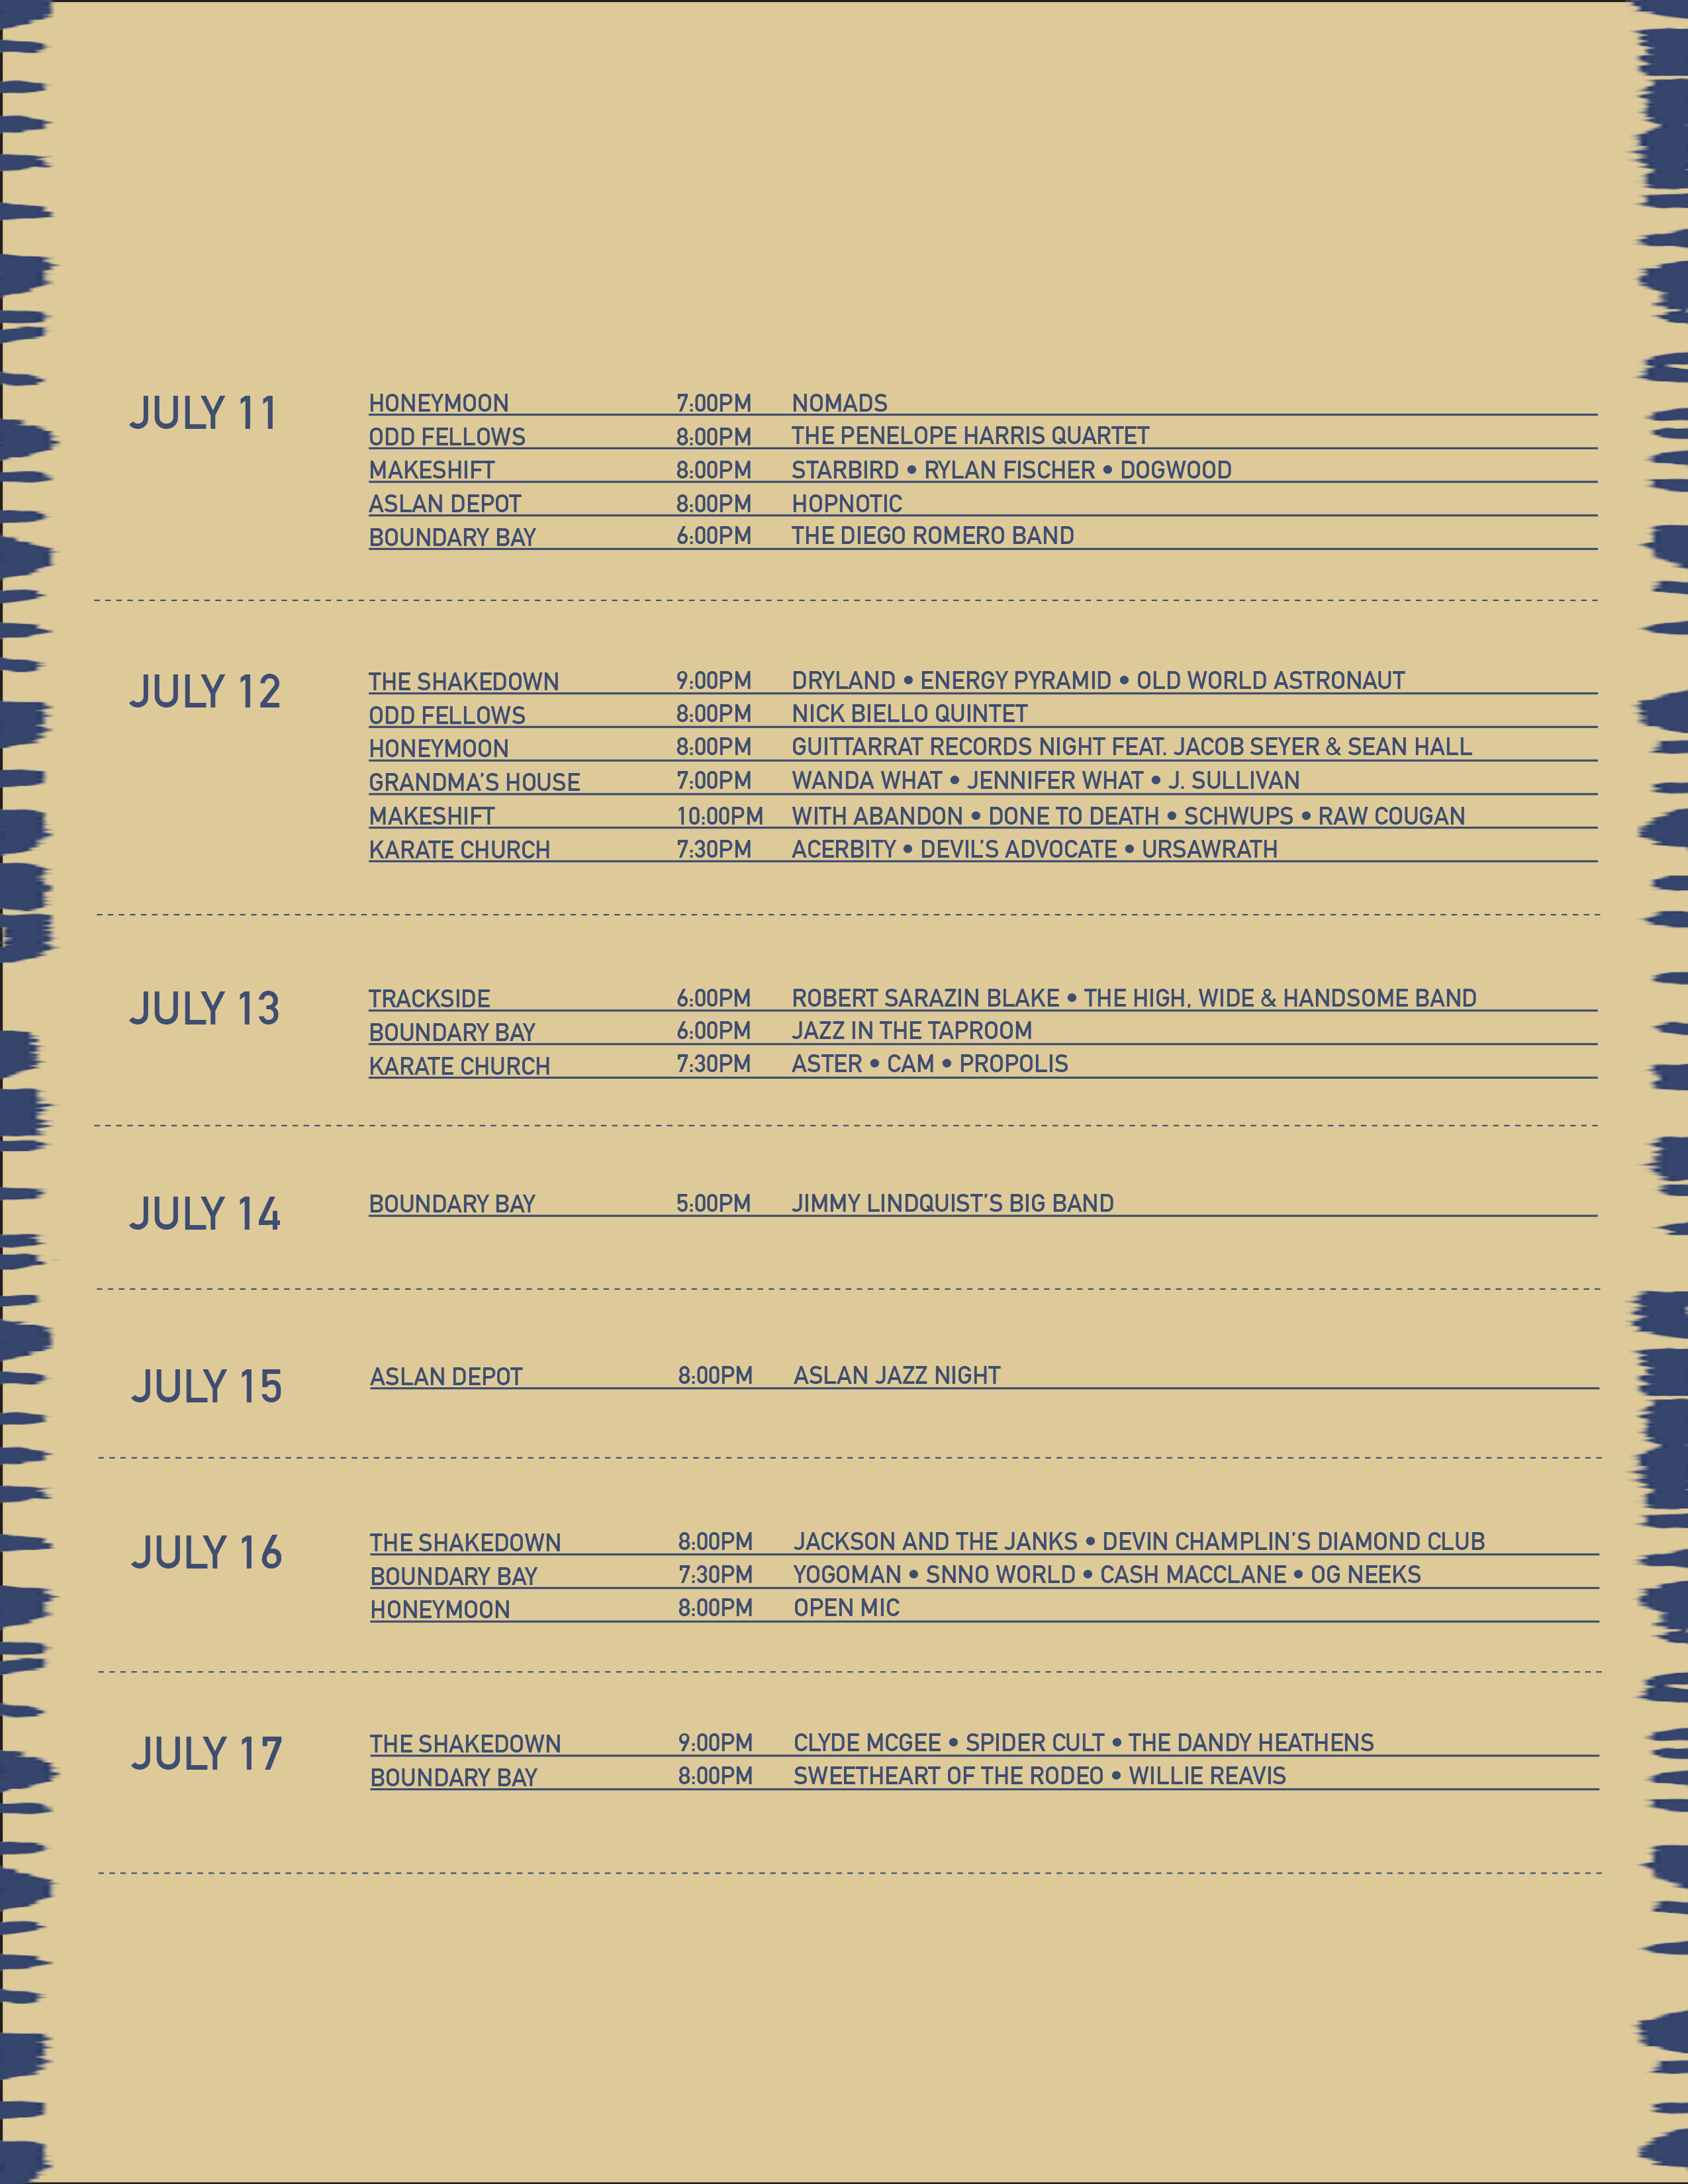 JULY 11
HONEYMOON 7:00PM NOMADS
ODD FELLOWS 8:00PM THE PENELOPE HARRIS QUARTET
MAKESHIFT 8:00PM STARBIRD • RYLAN FISCHER • DOGWOOD
ASLAN DEPOT 8:00PM HOPNOTIC
BOUNDARY BAY 6:00PM THE DIEGO ROMERO BAND
JULY 12
THE SHAKEDOWN 9:00PM DRYLAND • ENERGY PYRAMID • OLD WORLD ASTRONAUT
ODD FELLOWS 8:00PM NICK BIELLO QUINTET
HONEYMOON 8:00PM GUITTARRAT RECORDS NIGHT FEAT. JACOB SEYER & SEAN HALL
GRANDMA'S HOUSE 7:00PM WANDA WHAT • JENNIFER WHAT • J. SULLIVAN
MAKESHIFT 10:00PM WITH ABANDON • DONE TO DEATH • SCHWUPS • RAW COUGAN
KARATE CHURCH 7:30PM ACERBITY • DEVIL'S ADVOCATE • URSAWRATH
JULY 13
TRACKSIDE 6:00PM ROBERT SARAZIN BLAKE • THE HIGH, WIDE & HANDSOME BAND
BOUNDARY BAY 6:00PM JAZZ IN THE TAPROOM
KARATE CHURCH 7:30PM ASTER • CAM • PROPOLIS
JULY 14
BOUNDARY BAY 5:00PM JIMMY LINDQUIST'S BIG BAND
JULY 15
ASLAN DEPOT 8:00PM ASLAN JAZZ NIGHT
JULY 16
THE SHAKEDOWN 8:00PM JACKSON AND THE JANKS • DEVIN CHAMPLIN'S DIAMOND CLUB
BOUNDARY BAY 7:30PM YOGOMAN • SNNO WORLD • CASH MACCLANE • OG NEEKS
HONEYMOON 8:00PM OPEN MIC
JULY 17
THE SHAKEDOWN 9:00PM CLYDE MCGEE • SPIDER CULT • THE DANDY HEATHENS
BOUNDARY BAY 8:00PM SWEETHEART OF THE RODEO • WILLIE REAVIS